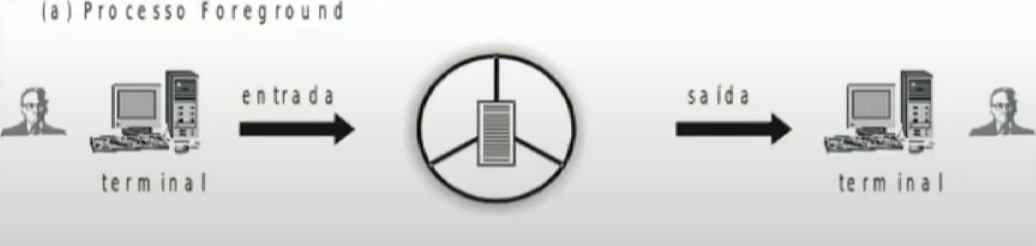 (a) Processo Foreground
entrada
saída
terminal
terminal